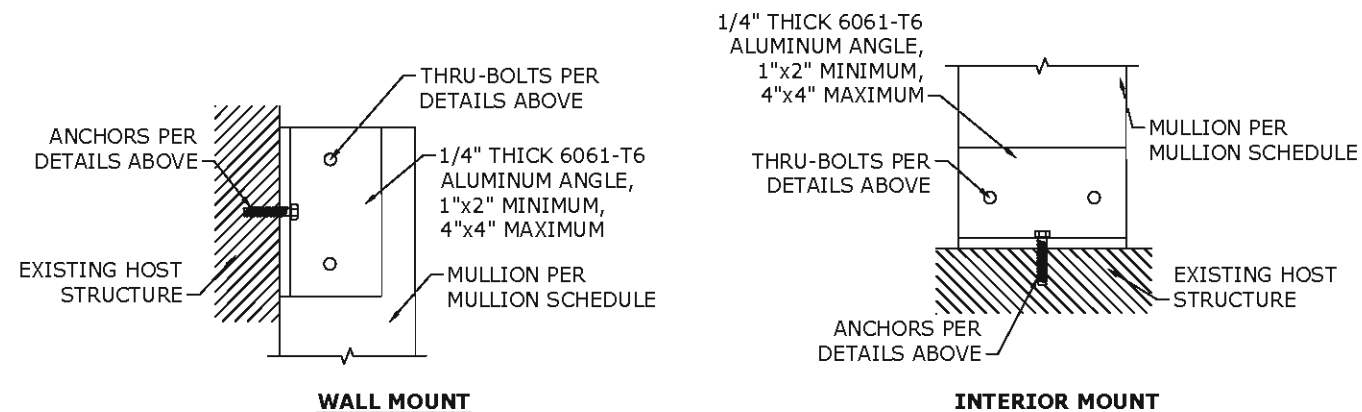 THRU-BOLTS PER
DETAILS ABOVE
ANCHORS PER
DETAILS ABOVE
1/4" THICK 6061-T6
ALUMINUM ANGLE,
1"x2" MINIMUM,
4"x4" MAXIMUM
EXISTING HOST
STRUCTURE
MULLION PER
MULLION SCHEDULE
WALL MOUNT
1/4" THICK 6061-T6
ALUMINUM ANGLE,
1"x2" MINIMUM,
4"x4" MAXIMUM
MULLION PER
MULLION SCHEDULE
THRU-BOLTS PER
DETAILS ABOVE
EXISTING HOST
STRUCTURE
ANCHORS PER
DETAILS ABOVE
INTERIOR MOUNT